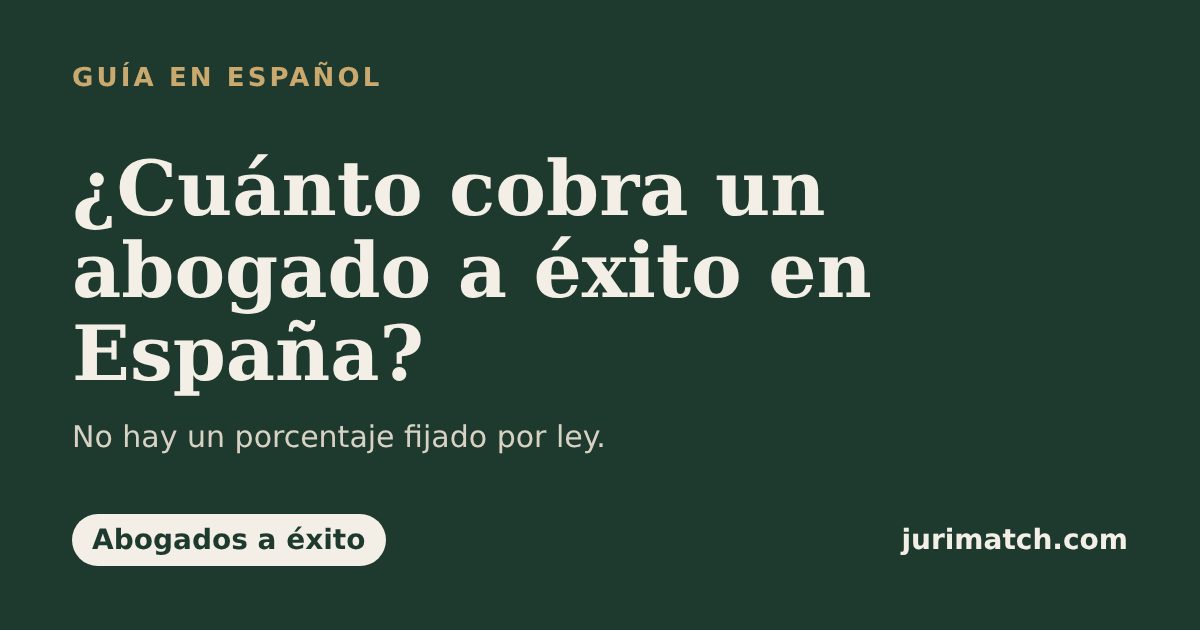 GUÍA EN ESPAÑOL
¿Cuánto cobra un
abogado a éxito en
España?
No hay un porcentaje fijado por ley.
Abogados a éxito
jurimatch.com